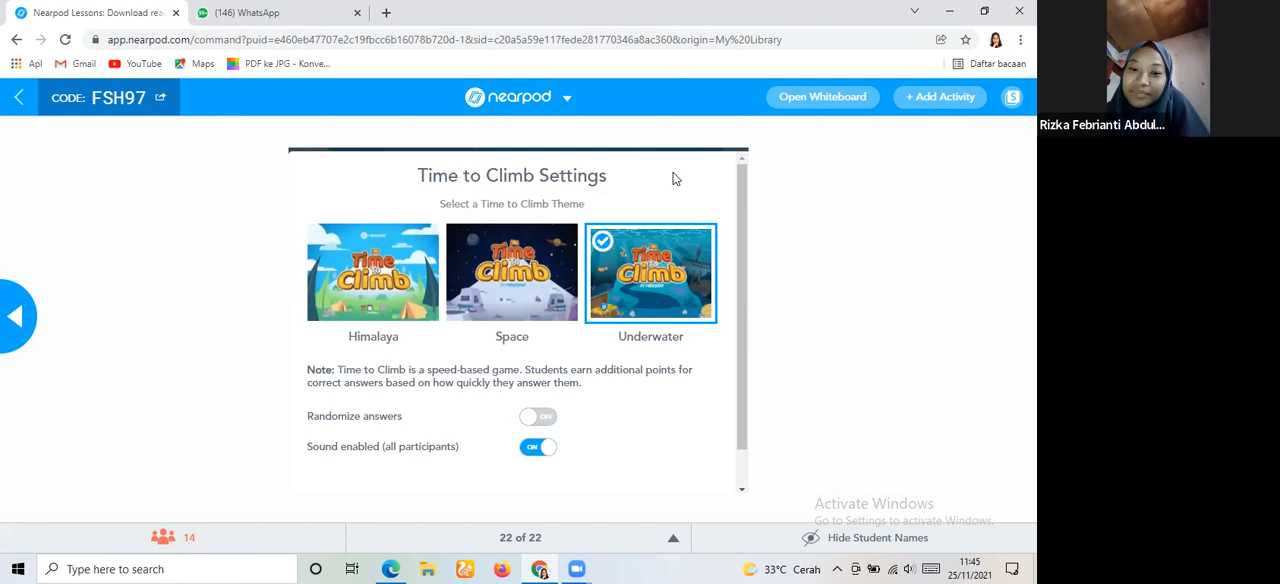 Nearpod Lessons: Download rea
(146) WhatsApp
app.nearpod.com/command?puid=e460eb47707e2c19fbcc6b16078b720d-1&sid=c20a5a59e117fede281770346a8ac360&origin=My%20Library
Apl
Gmail
YouTube
Maps
PDF ke JPG - Konve...
Daftar bacaan
CODE: FSH97
nearpod
Open Whiteboard
+ Add Activity
S
Rizka Febrianti Abdul...
Time to Climb Settings
Select a Time to Climb Theme
nearpod
Time to Climb
Time to Climb
BY nearpod
Time to Climb
BY nearpod
Himalaya
Space
Underwater
Note: Time to Climb is a speed-based game. Students earn additional points for
correct answers based on how quickly they answer them.
Randomize answers
OFF
Sound enabled (all participants)
ON
Activate Windows
Go to Settings to activate Windows.
14
22 of 22
Hide Student Names
Type here to search
33°C Cerah
11:45
25/11/2021